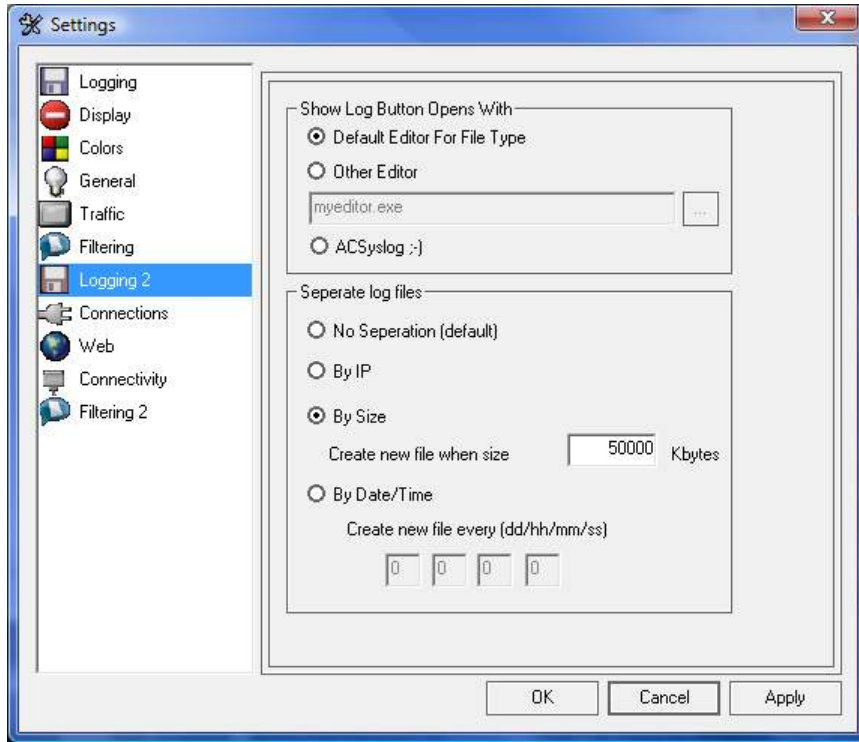 Settings
Logging
Display
Colors
General
Traffic
Filtering
Logging 2
Connections
Web
Connectivity
Filtering 2
Show Log Button Opens With
Default Editor For File Type
Other Editor
myeditor.exe ...
ACSyslog ;-)
Seperate log files
No Seperation (default)
By IP
By Size
Create new file when size 50000 Kbytes
By Date/Time
Create new file every (dd/hh/mm/ss)
0 0 0 0
OK Cancel Apply